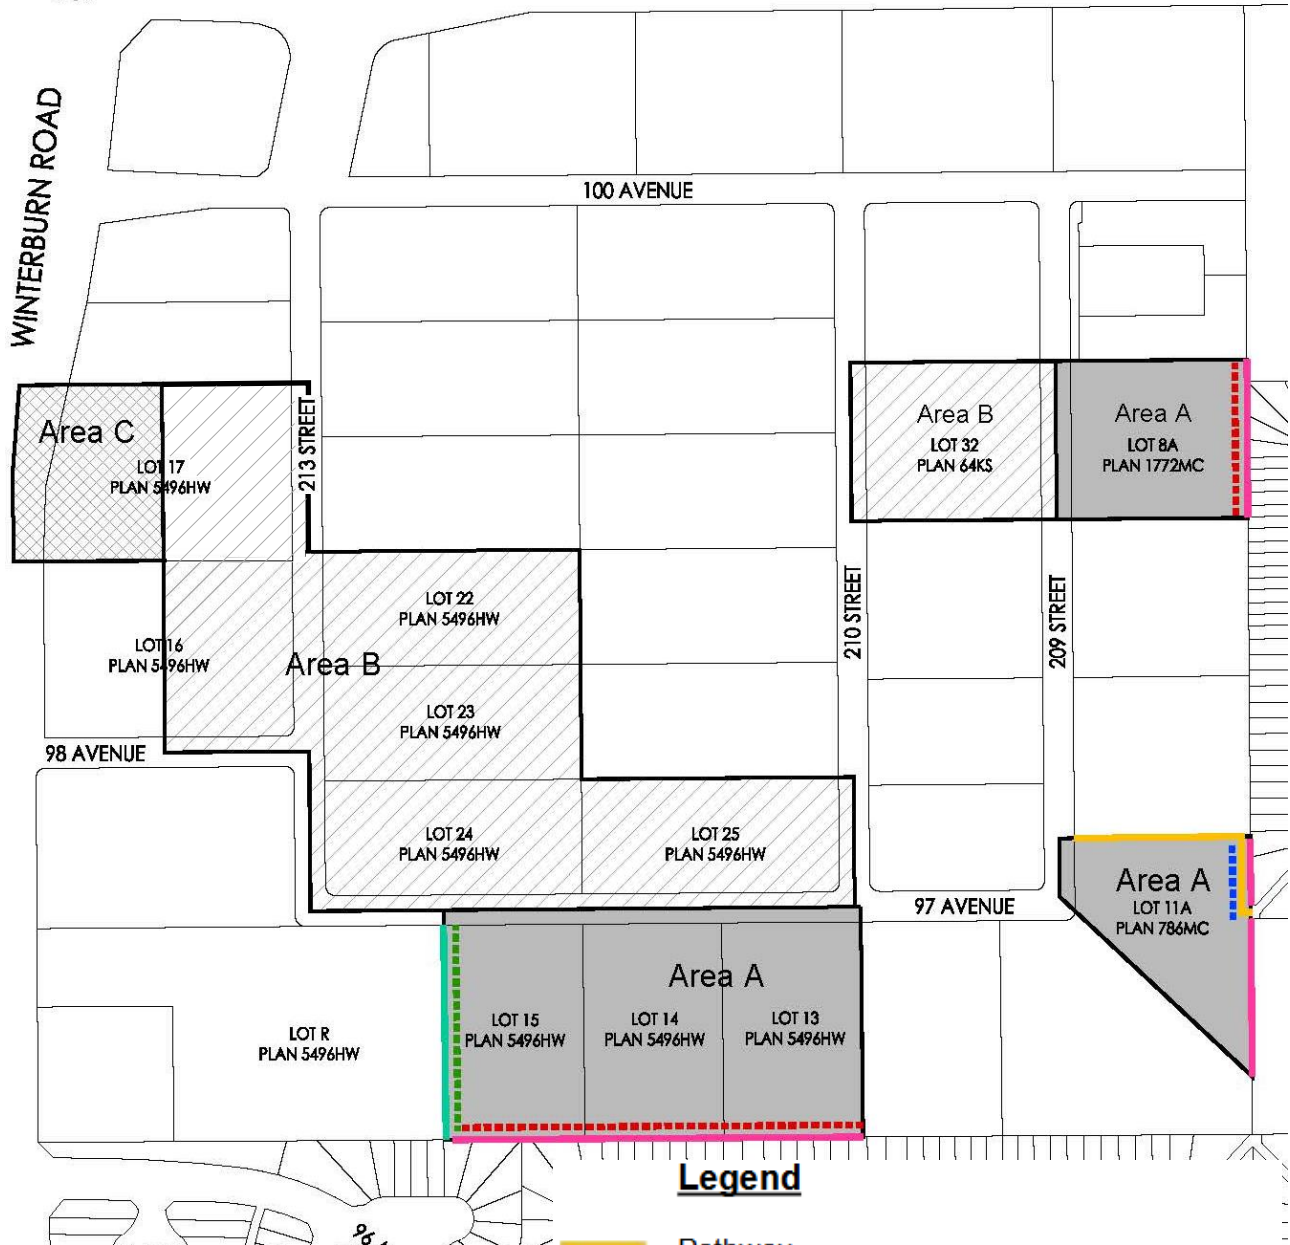 100 AVENUE
WINTERBURN ROAD
Area C
LOT 17
PLAN 5496HW
213 STREET
Area B
LOT 32
PLAN 64KS
Area A
LOT 8A
PLAN 1772MC
LOT 22
PLAN 5496HW
210 STREET
209 STREET
LOT 16
PLAN 5496HW
Area B
LOT 23
PLAN 5496HW
98 AVENUE
LOT 24
PLAN 5496HW
LOT 25
PLAN 5496HW
Area A
LOT 11A
PLAN 786MC
97 AVENUE
Area A
LOT 15
PLAN 5496HW
LOT 14
PLAN 5496HW
LOT 13
PLAN 5496HW
LOT R
PLAN 5496HW
Legend
Pathway
96